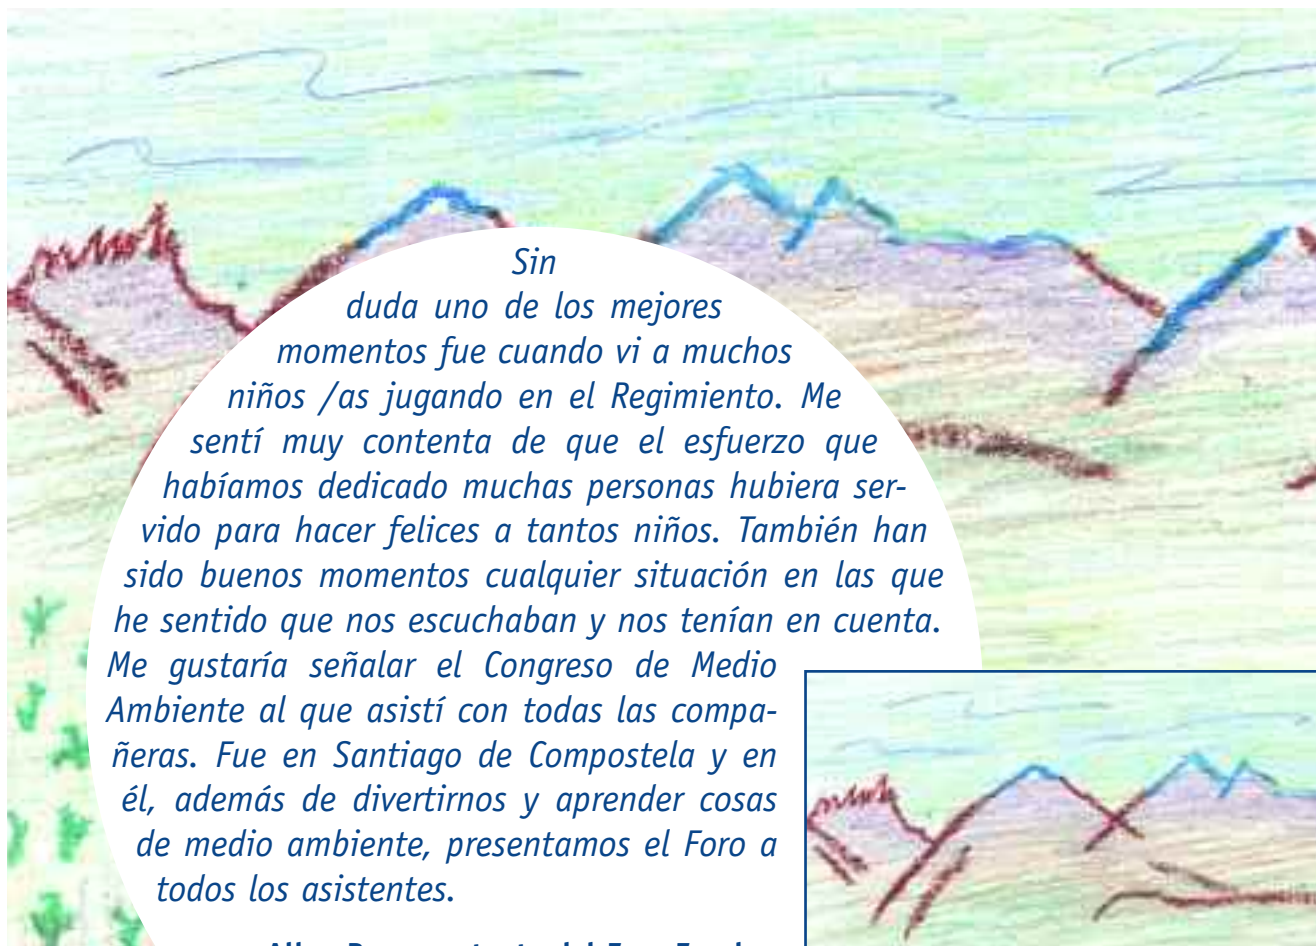 Sin
duda uno de los mejores
momentos fue cuando vi a muchos
niños /as jugando en el Regimiento. Me
sentí muy contenta de que el esfuerzo que
habíamos dedicado muchas personas hubiera ser-
vido para hacer felices a tantos niños. También han
sido buenos momentos cualquier situación en las que
he sentido que nos escuchaban y nos tenían en cuenta.
Me gustaría señalar el Congreso de Medio
Ambiente al que asistí con todas las compa-
ñeras. Fue en Santiago de Compostela y en
él, además de divertirnos y aprender cosas
de medio ambiente, presentamos el Foro a
todos los asistentes.